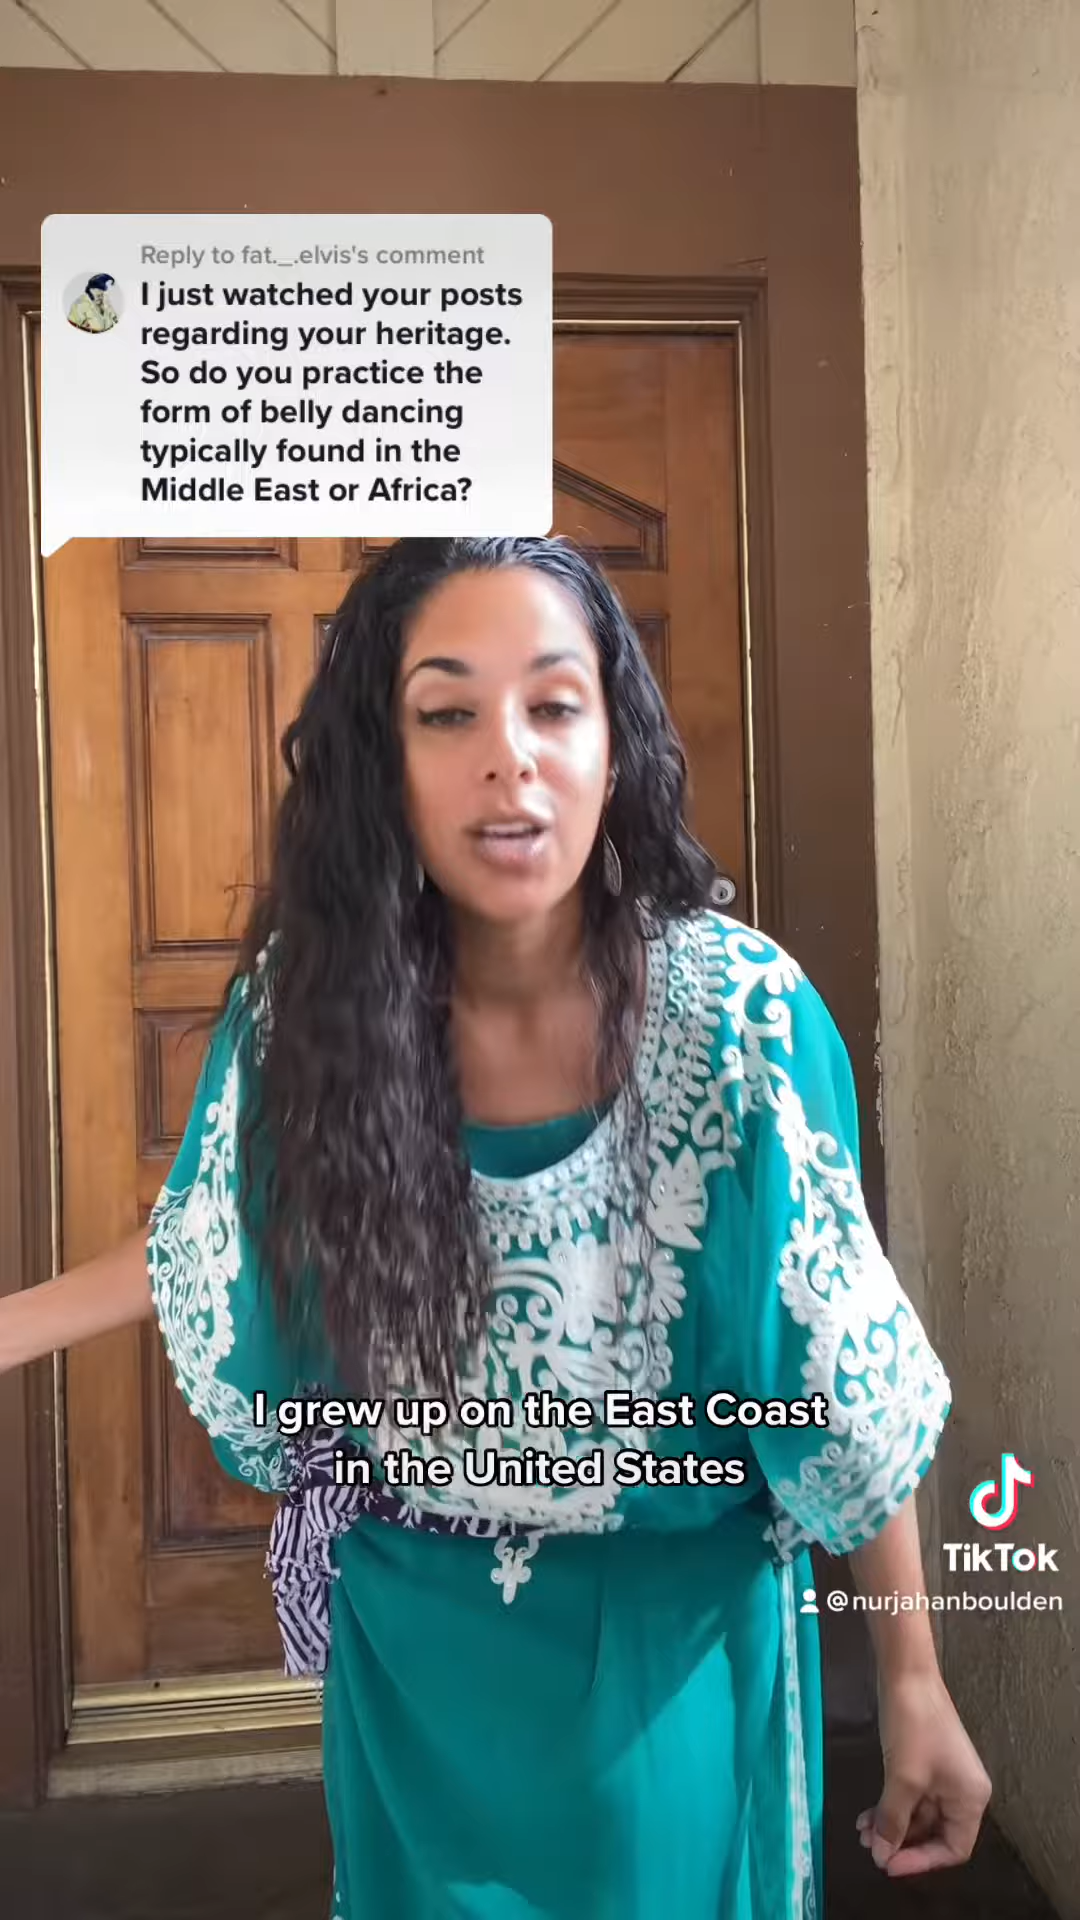 Reply to fat._.elvis's comment
I just watched your posts
regarding your heritage.
So do you practice the
form of belly dancing
typically found in the
Middle East or Africa?
I grew up on the East Coast
in the United States
TikTok
@nurjahanboulden